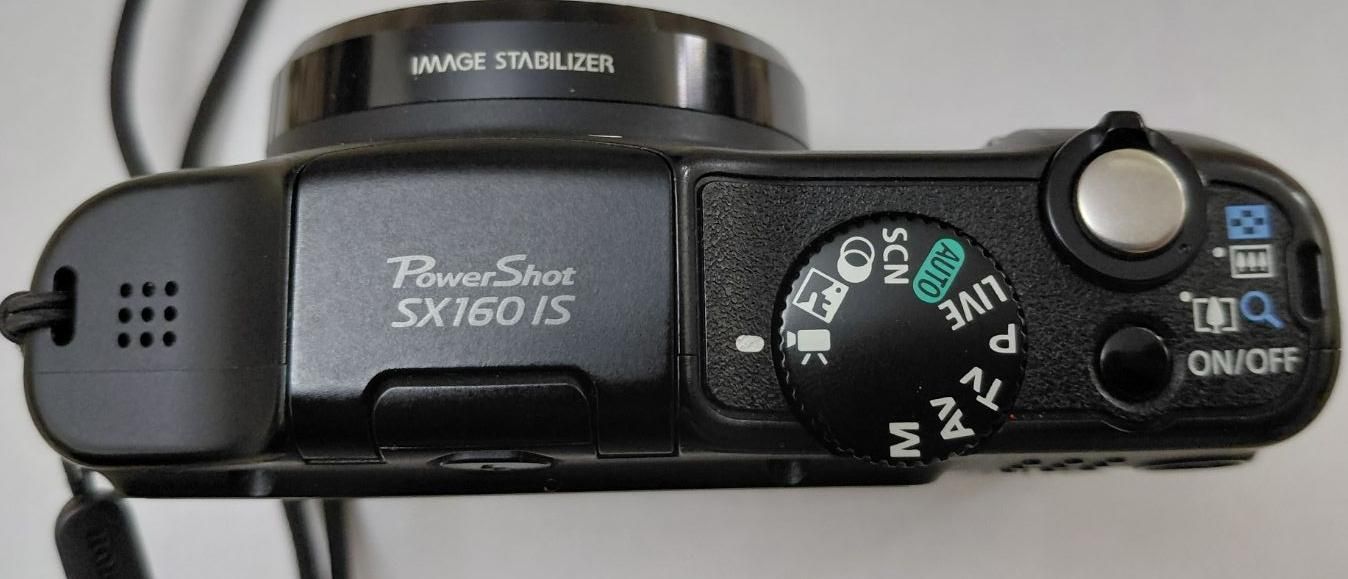 IMAGE STABILIZER
PowerShot
SX160 IS
SCN
AUTO
LIVE
P
Tv
Av
M
ON/OFF